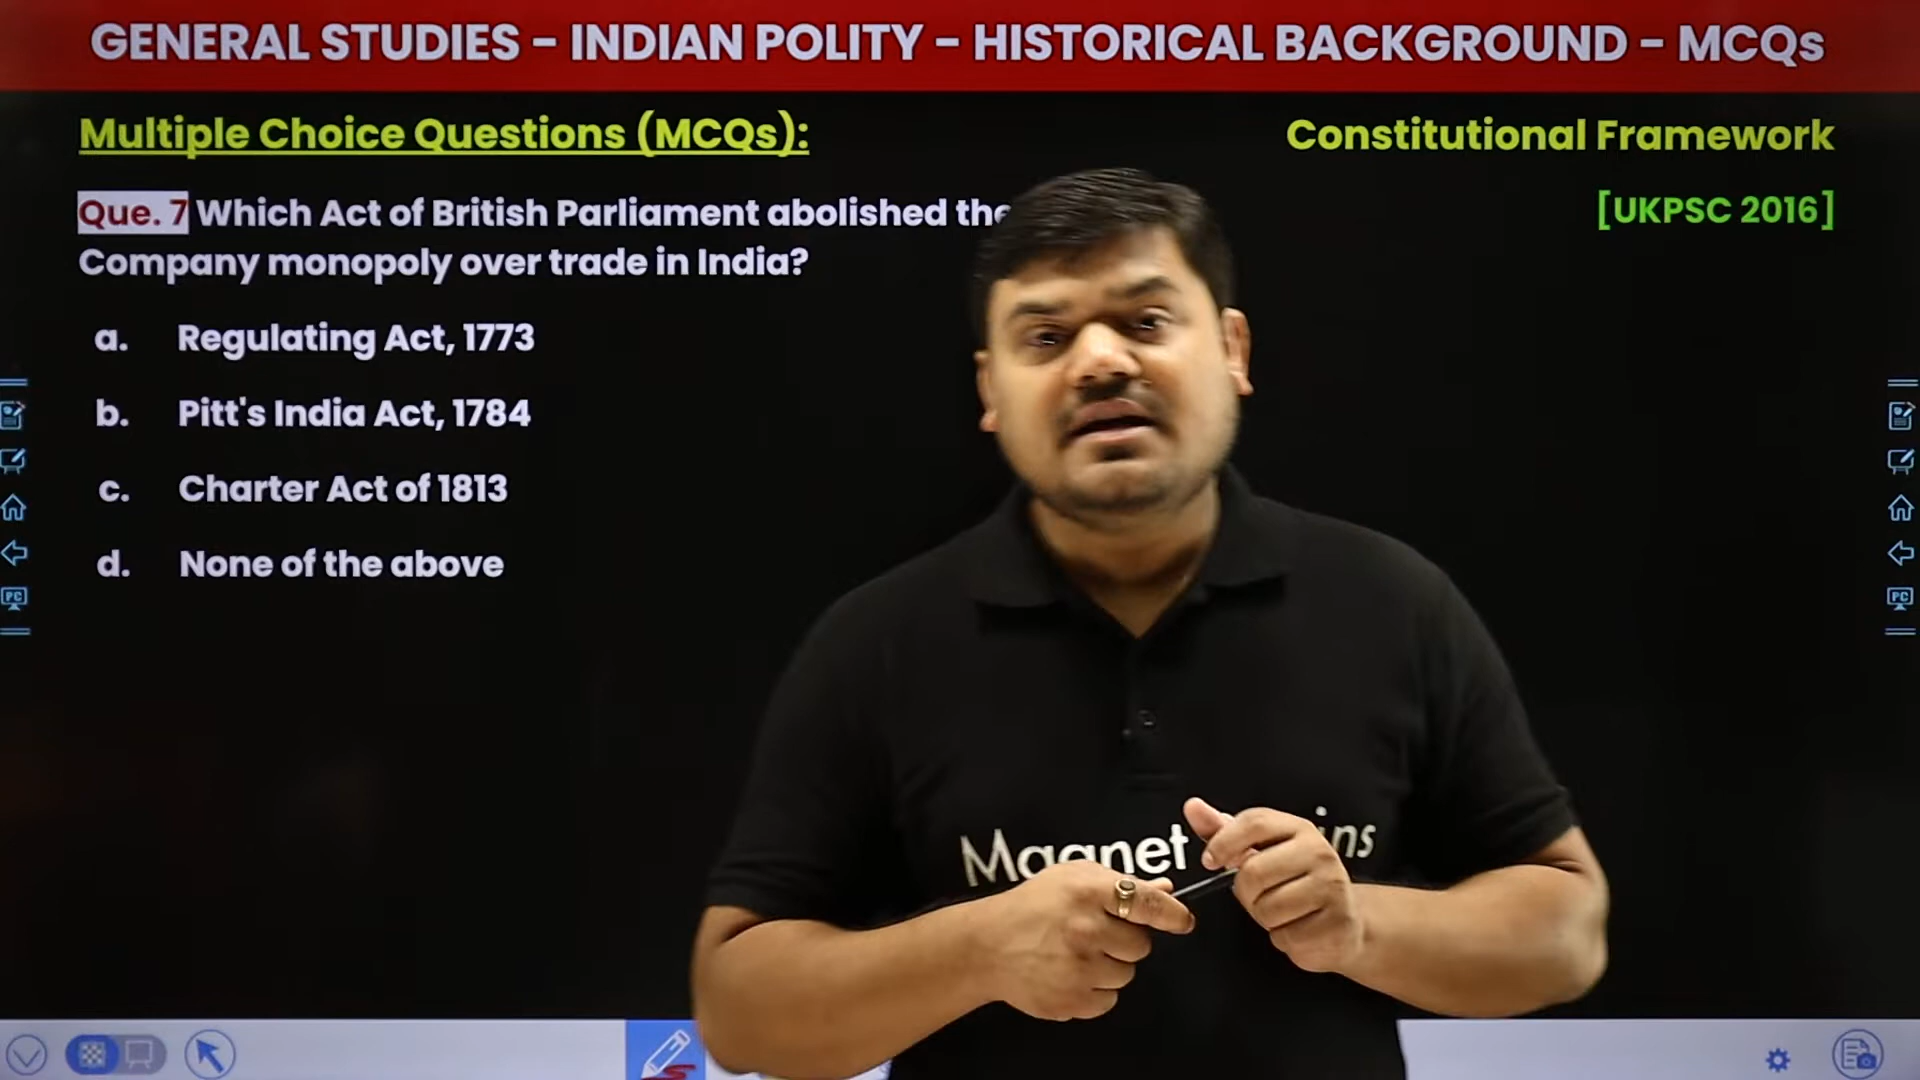 GENERAL STUDIES - INDIAN POLITY - HISTORICAL BACKGROUND - MCQs
Multiple Choice Questions (MCQs):
Constitutional Framework
Que. 7 Which Act of British Parliament abolished the
[UKPSC 2016]
Company monopoly over trade in India?
a. Regulating Act, 1773
b. Pitt's India Act, 1784
c. Charter Act of 1813
d. None of the above
PC
PC
Magnet